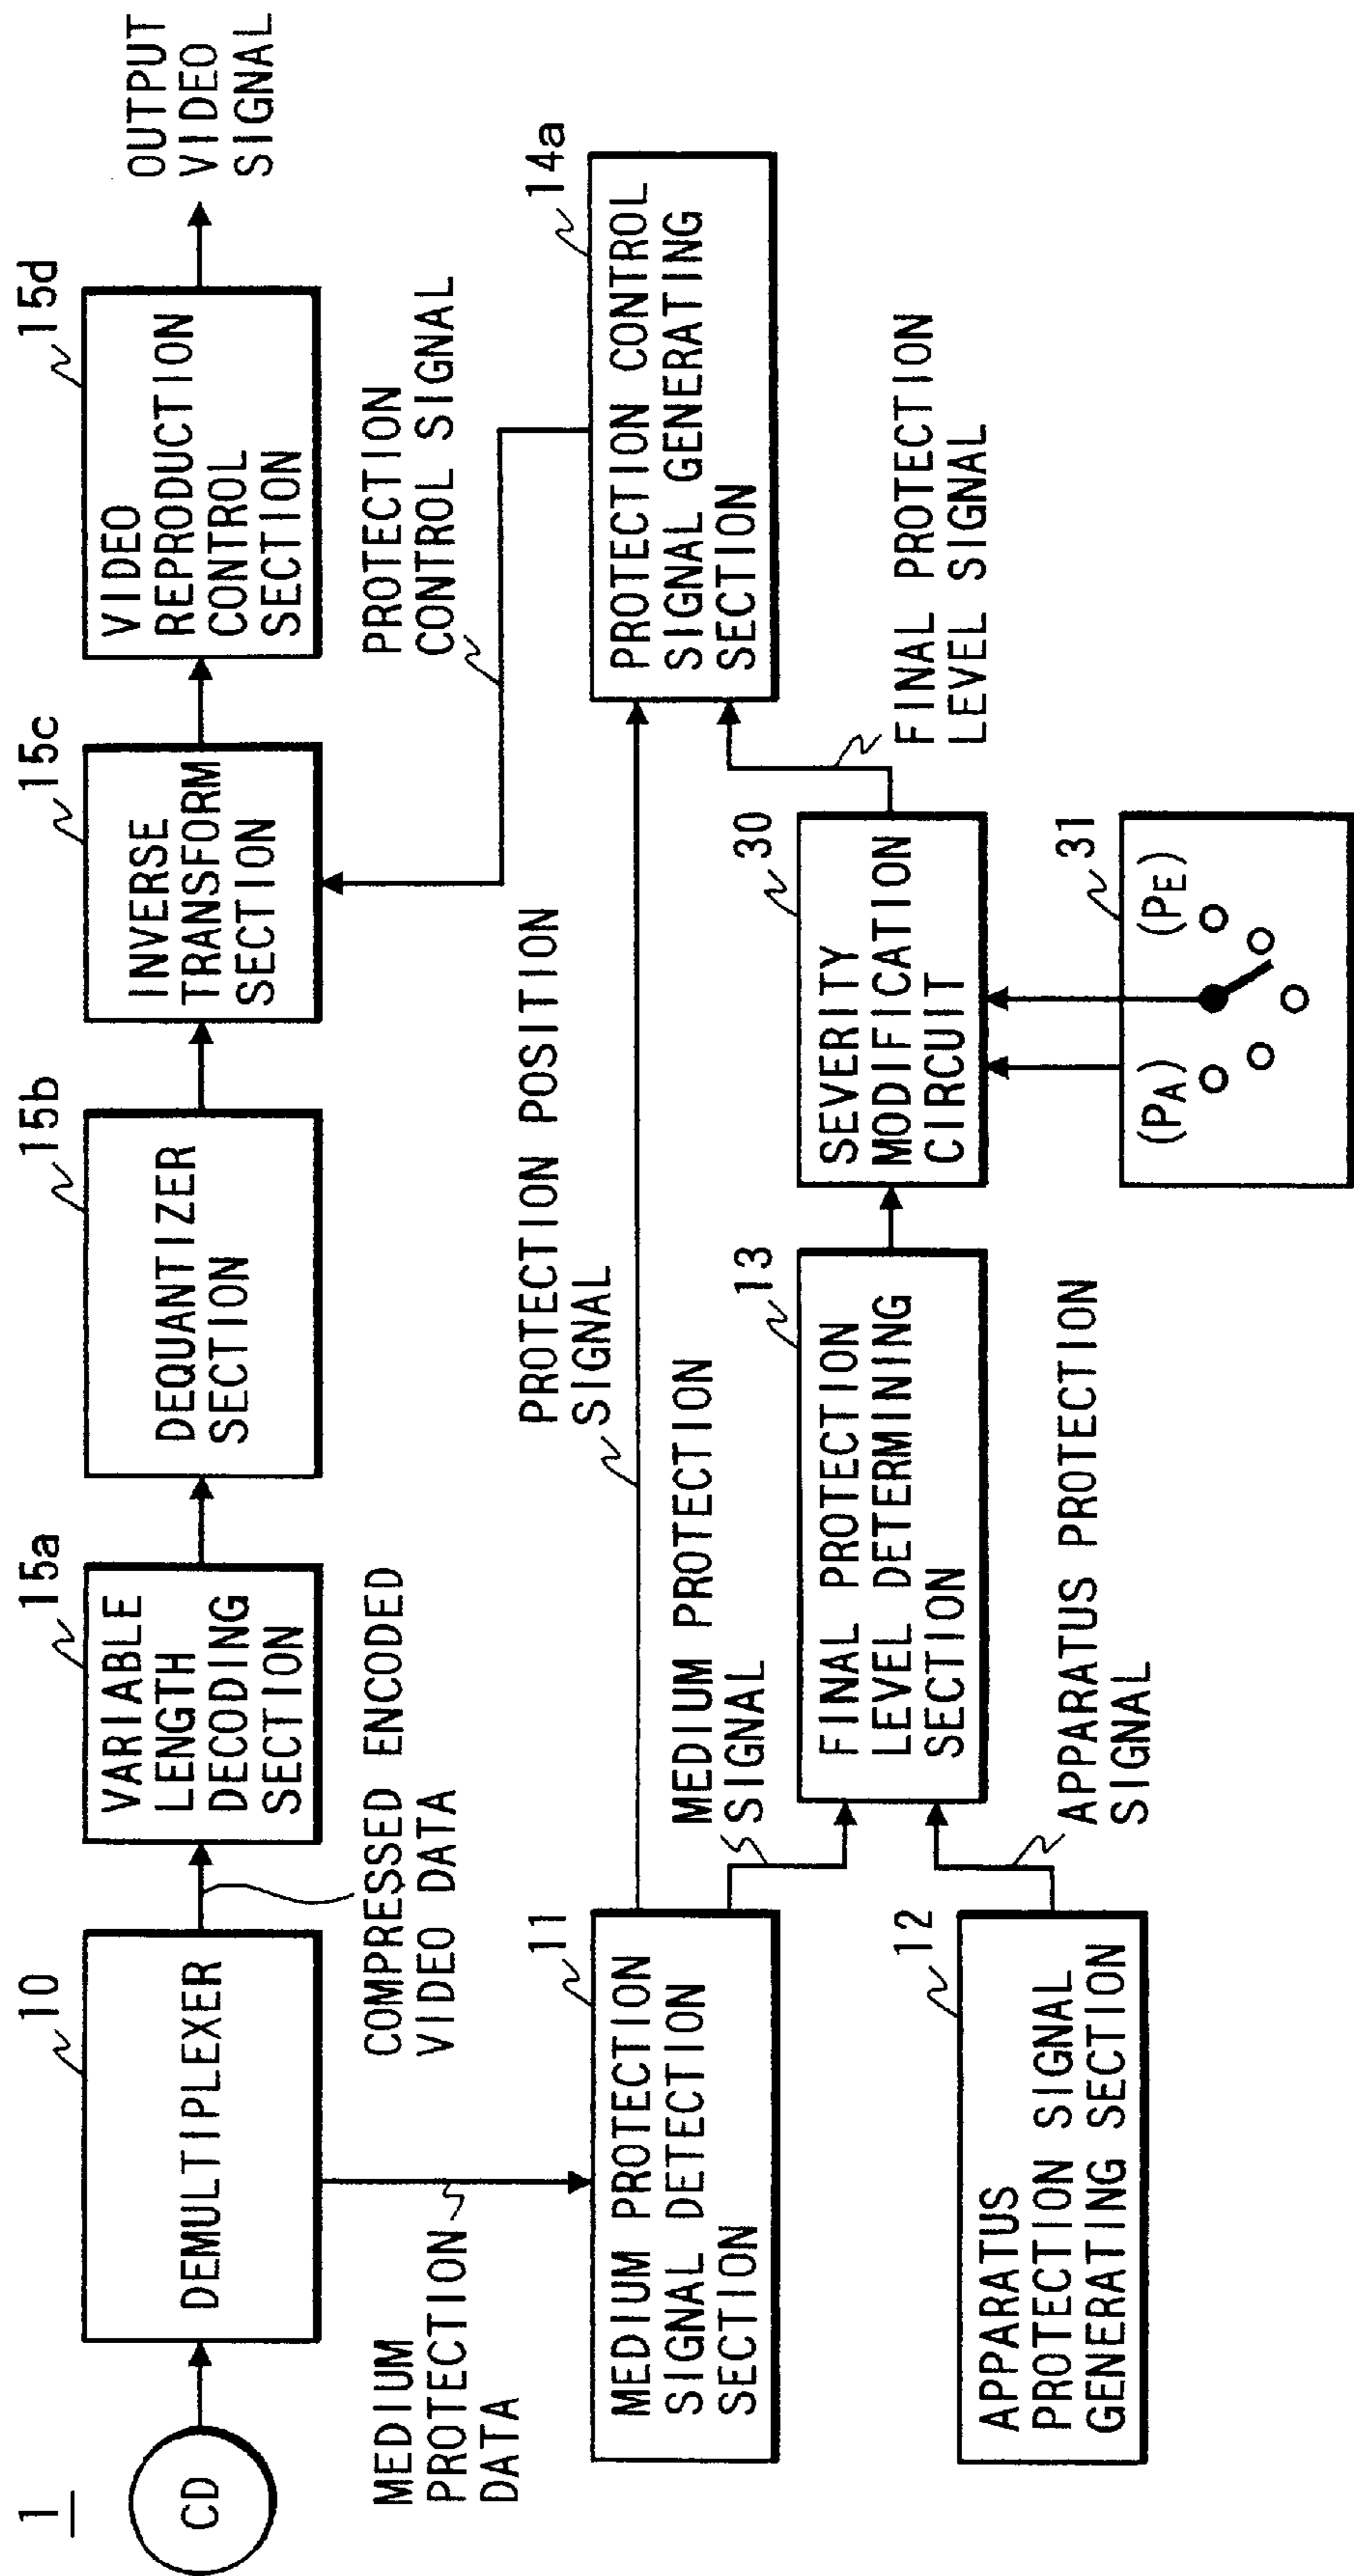 1
CD
10
DEMULTIPLEXER
COMPRESSED ENCODED
VIDEO DATA
15a
VARIABLE
LENGTH
DECODING
SECTION
15b
DEQUANTIZER
SECTION
15c
INVERSE
TRANSFORM
SECTION
15d
VIDEO
REPRODUCTION
CONTROL
SECTION
OUTPUT
VIDEO
SIGNAL
MEDIUM
PROTECTION
DATA
PROTECTION
CONTROL SIGNAL
11
MEDIUM PROTECTION
SIGNAL DETECTION
SECTION
PROTECTION POSITION
SIGNAL
14a
PROTECTION CONTROL
SIGNAL GENERATING
SECTION
MEDIUM PROTECTION
SIGNAL
12
APPARATUS
PROTECTION SIGNAL
GENERATING SECTION
APPARATUS PROTECTION
SIGNAL
13
FINAL PROTECTION
LEVEL DETERMINING
SECTION
30
SEVERITY
MODIFICATION
CIRCUIT
FINAL PROTECTION
LEVEL SIGNAL
31
(PA) (PE)